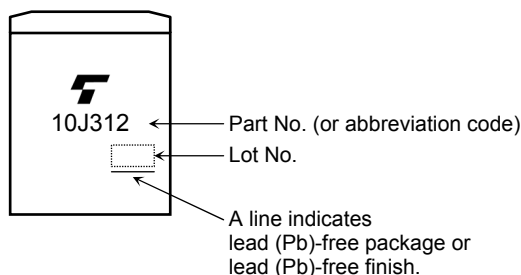 10J312
Part No. (or abbreviation code)
Lot No.
A line indicates
lead (Pb)-free package or
lead (Pb)-free finish.